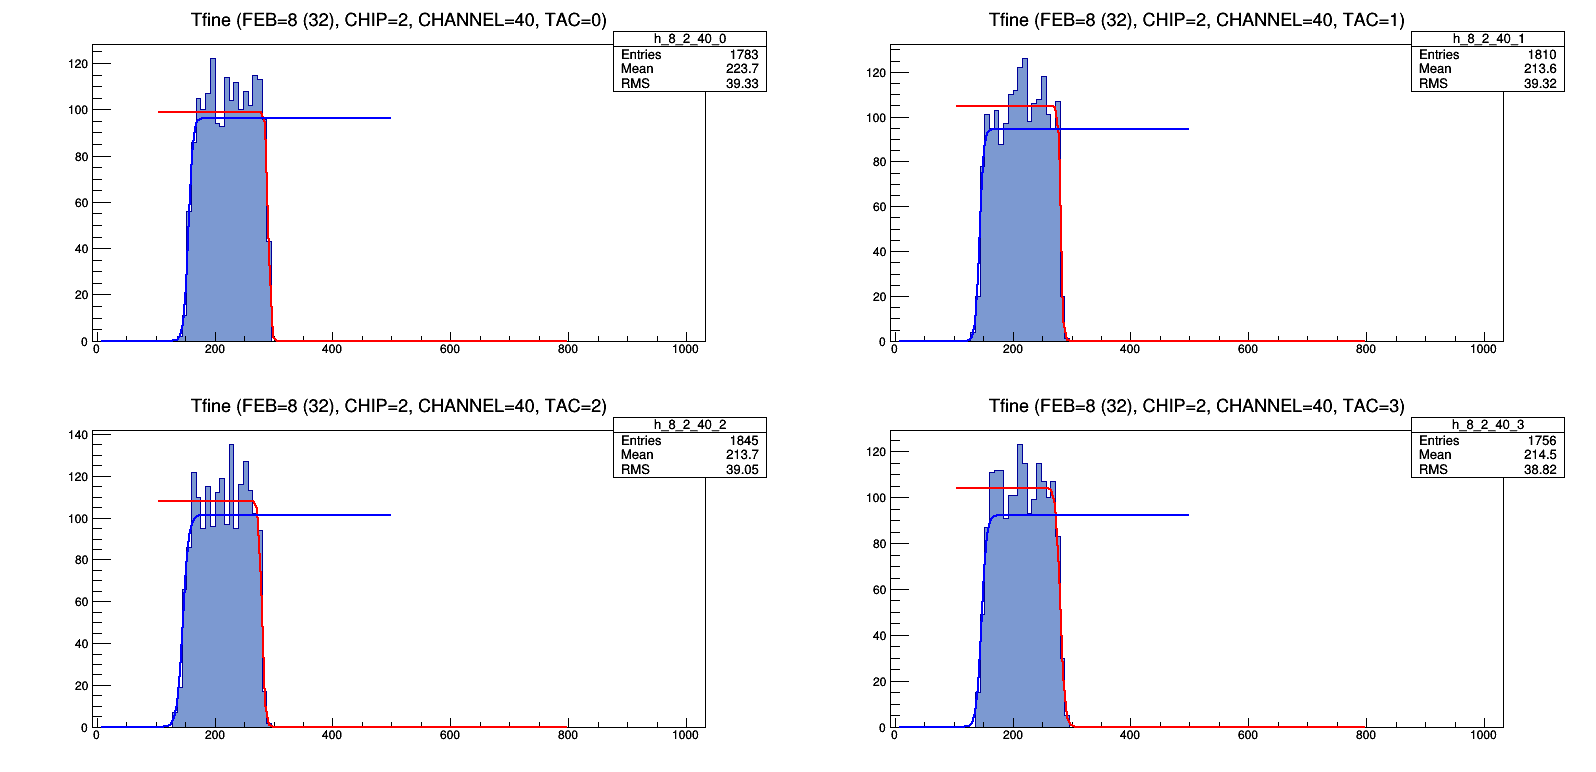 Tfine (FEB=8 (32), CHIP=2, CHANNEL=40, TAC=0)
h_8_2_40_0
Entries 1783
Mean 223.7
RMS 39.33
120
100
80
60
40
20
0
0 200 400 600 800 1000
Tfine (FEB=8 (32), CHIP=2, CHANNEL=40, TAC=1)
h_8_2_40_1
Entries 1810
Mean 213.6
RMS 39.32
120
100
80
60
40
20
0
0 200 400 600 800 1000
Tfine (FEB=8 (32), CHIP=2, CHANNEL=40, TAC=2)
h_8_2_40_2
Entries 1845
Mean 213.7
RMS 39.05
140
120
100
80
60
40
20
0
0 200 400 600 800 1000
Tfine (FEB=8 (32), CHIP=2, CHANNEL=40, TAC=3)
h_8_2_40_3
Entries 1756
Mean 214.5
RMS 38.82
120
100
80
60
40
20
0
0 200 400 600 800 1000